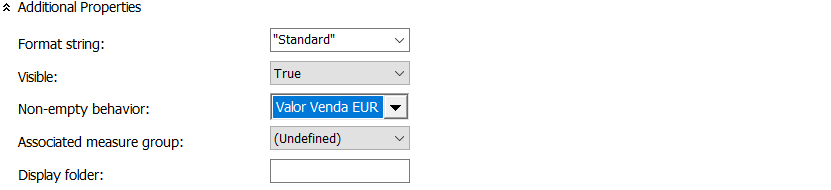 Additional Properties
Format string: "Standard"
Visible: True
Non-empty behavior: Valor Venda EUR
Associated measure group: (Undefined)
Display folder: